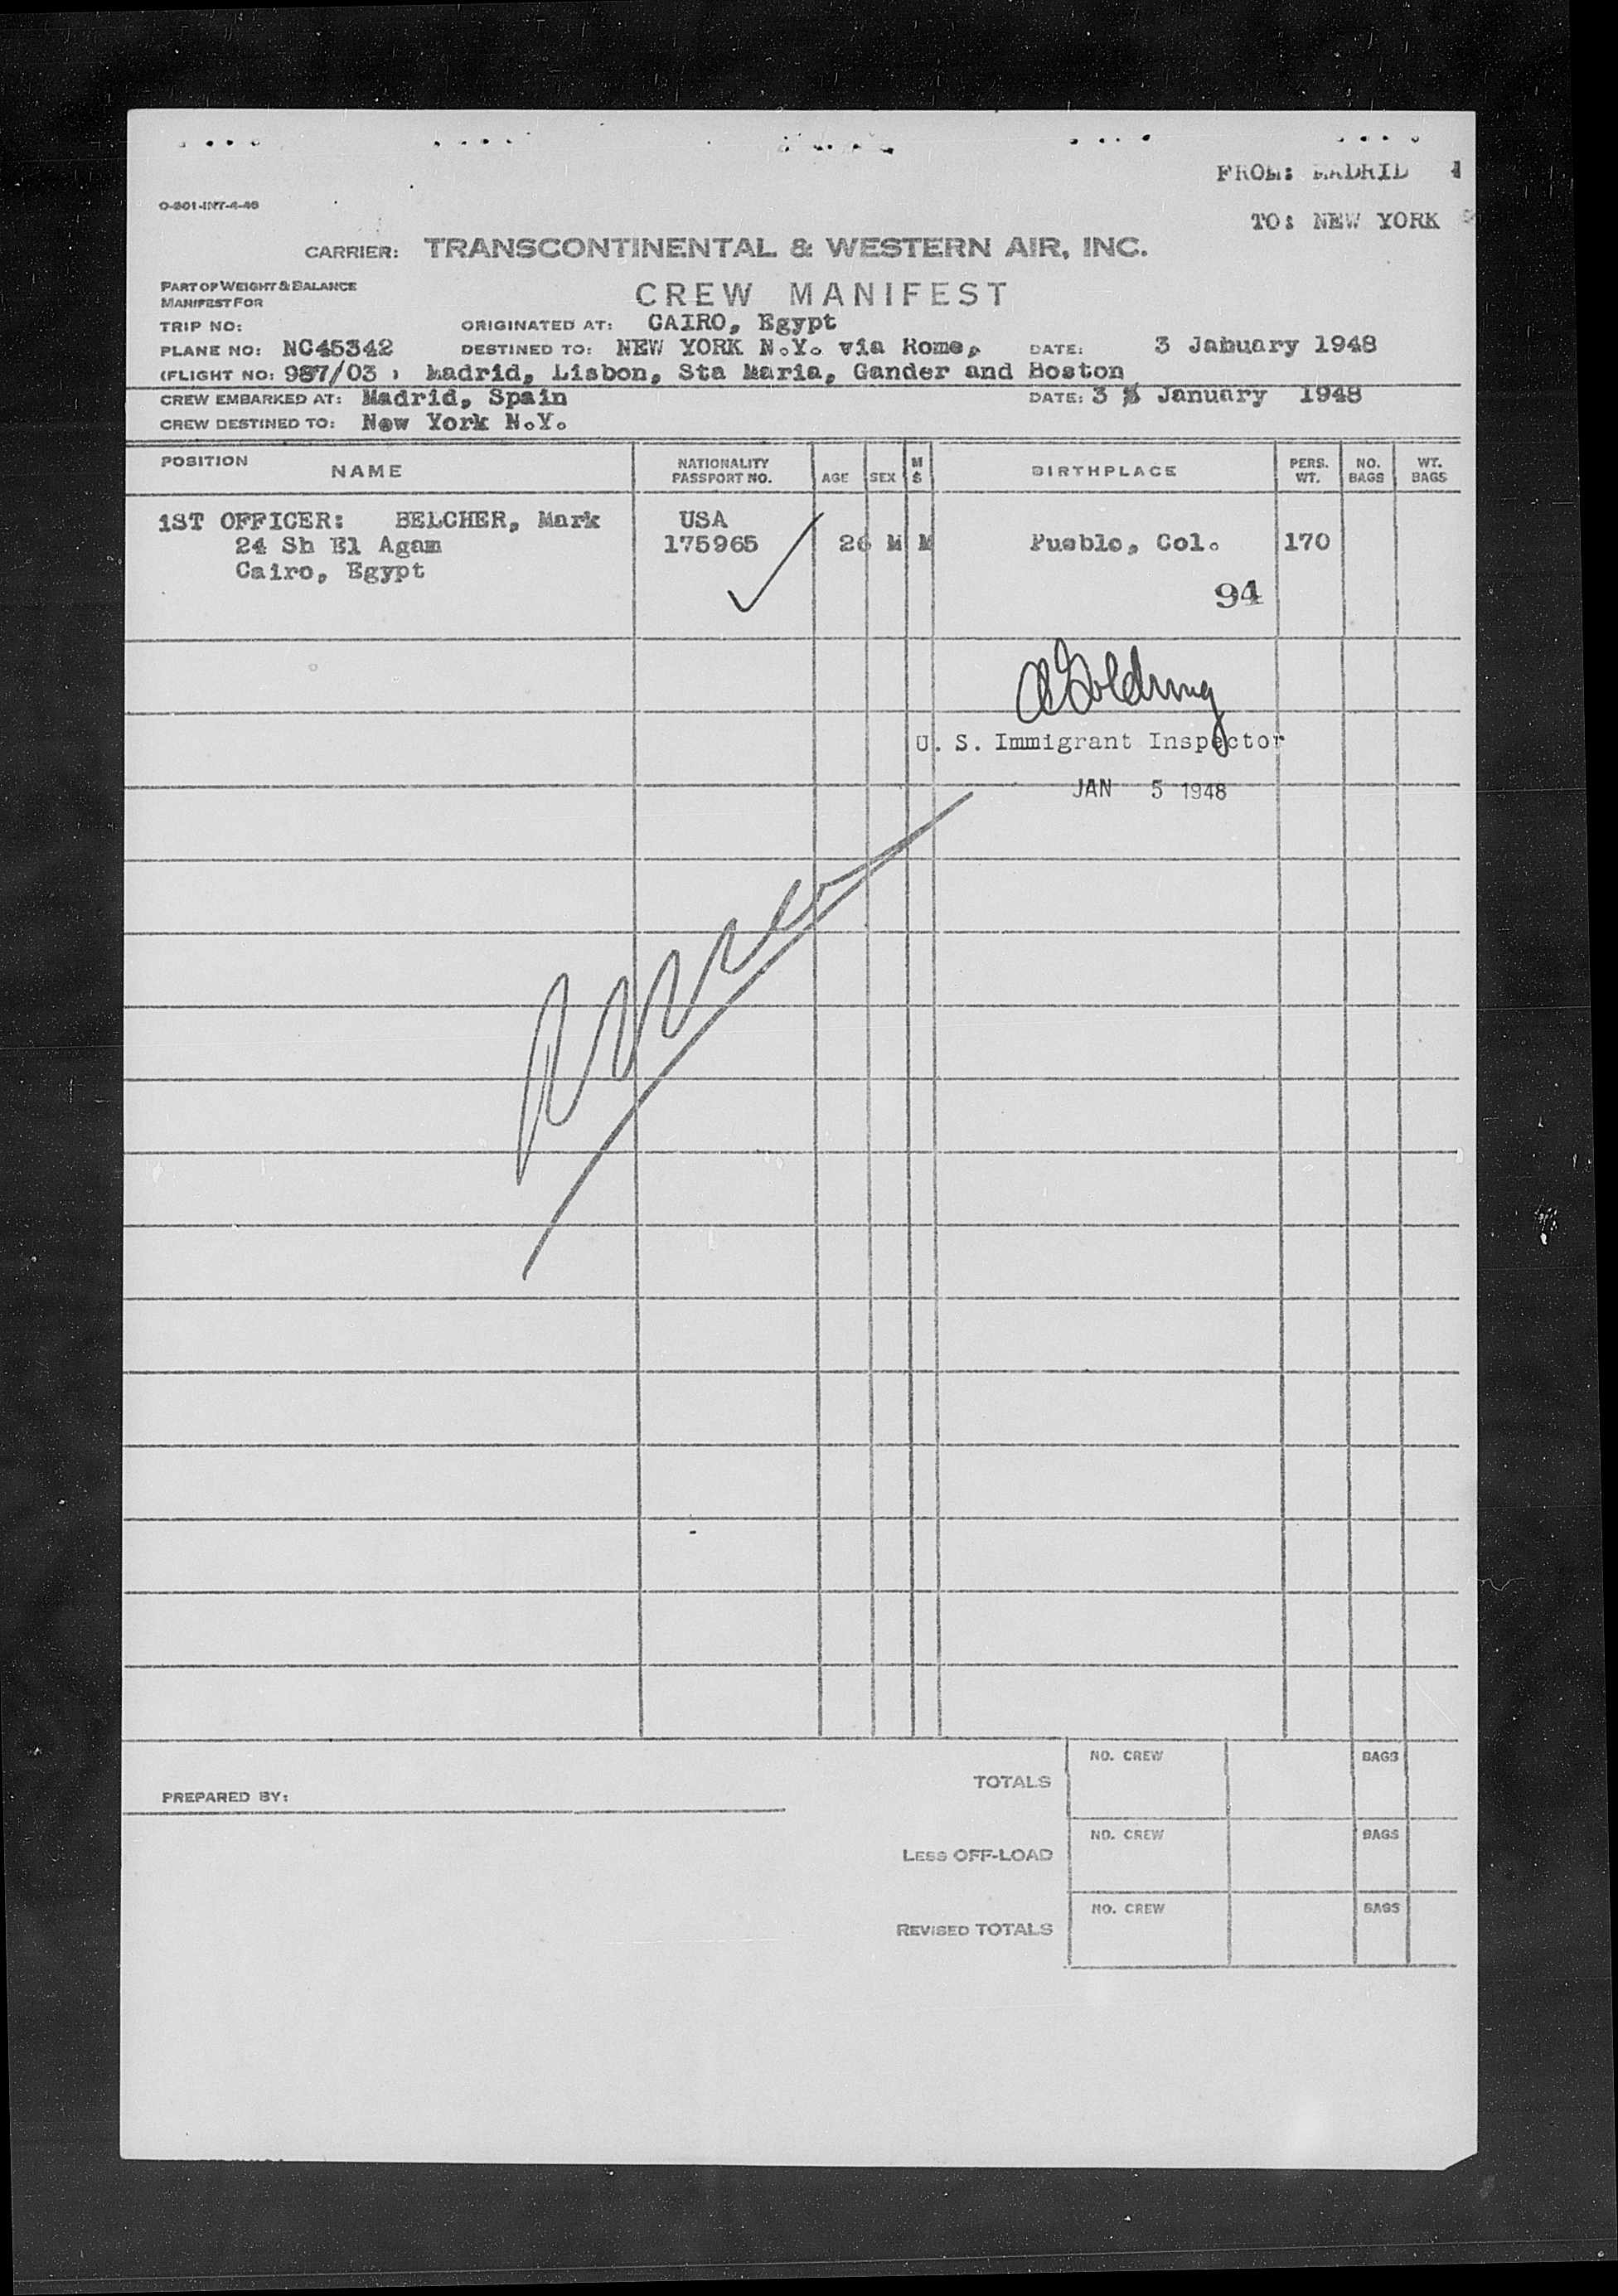 FROM: MADRID
O-801-INT-4-46
TO: NEW YORK
CARRIER: TRANSCONTINENTAL & WESTERN AIR, INC.
PART OF WEIGHT & BALANCE
MANIFEST FOR
CREW MANIFEST
TRIP NO: ORIGINATED AT: CAIRO, Egypt
PLANE NO: NC45342 DESTINED TO: NEW YORK N.Y. via Rome, DATE: 3 Jabuary 1948
(FLIGHT NO: 987/03 ) Madrid, Lisbon, Sta Maria, Gander and Boston
CREW EMBARKED AT: Madrid, Spain DATE: 3 January 1948
CREW DESTINED TO: New York N.Y.
POSITION NAME NATIONALITY PASSPORT NO. AGE SEX M S BIRTHPLACE PERS. WT. NO. BAGS WT. BAGS
1ST OFFICER: BELCHER, Mark USA
24 Sh El Agam 175965 26 M M Pueblo, Col. 170
Cairo, Egypt
94
U. S. Immigrant Inspector
JAN 5 1948
NO. CREW BAGS
TOTALS
PREPARED BY:
NO. CREW BAGS
LESS OFF-LOAD
NO. CREW BAGS
REVISED TOTALS